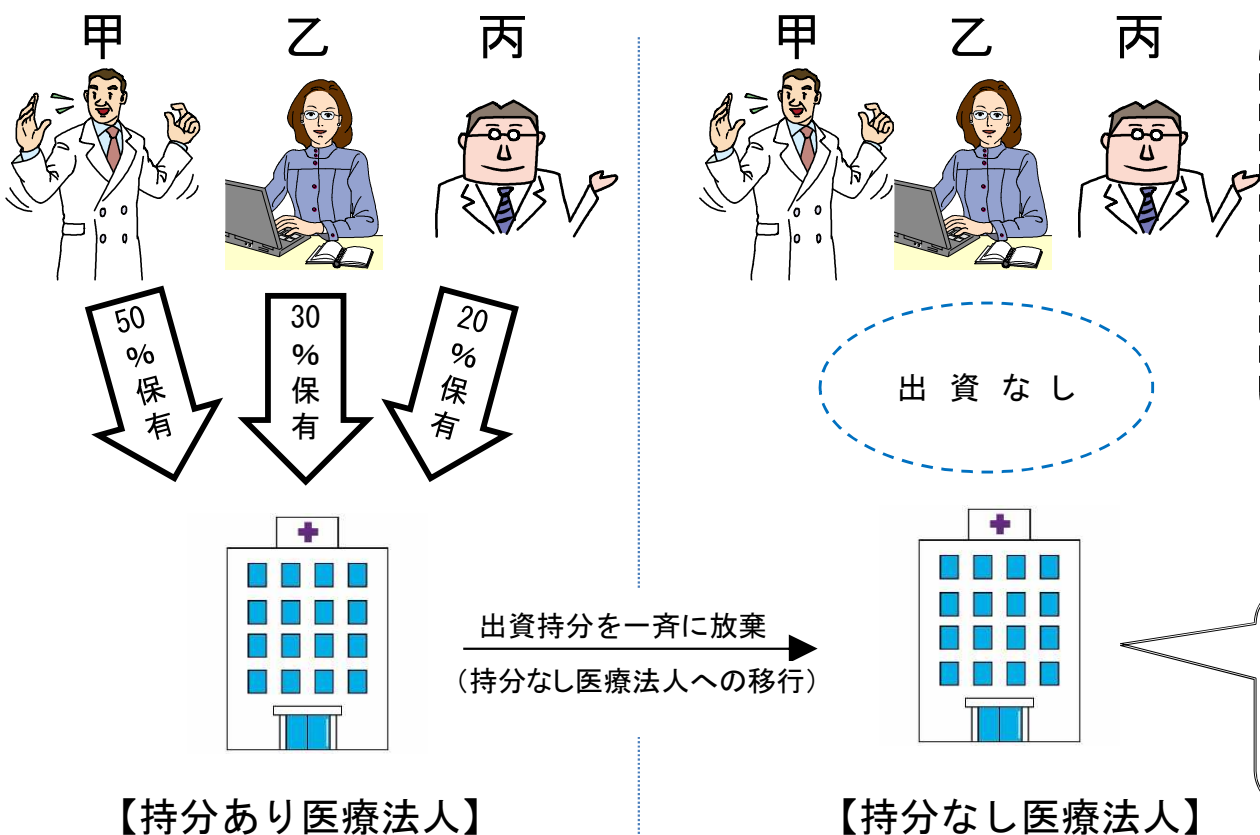 甲 乙 丙
50%保有
30%保有
20%保有
【持分あり医療法人】
出資持分を一斉に放棄
(持分なし医療法人への移行)
甲 乙 丙
出資なし
【持分なし医療法人】